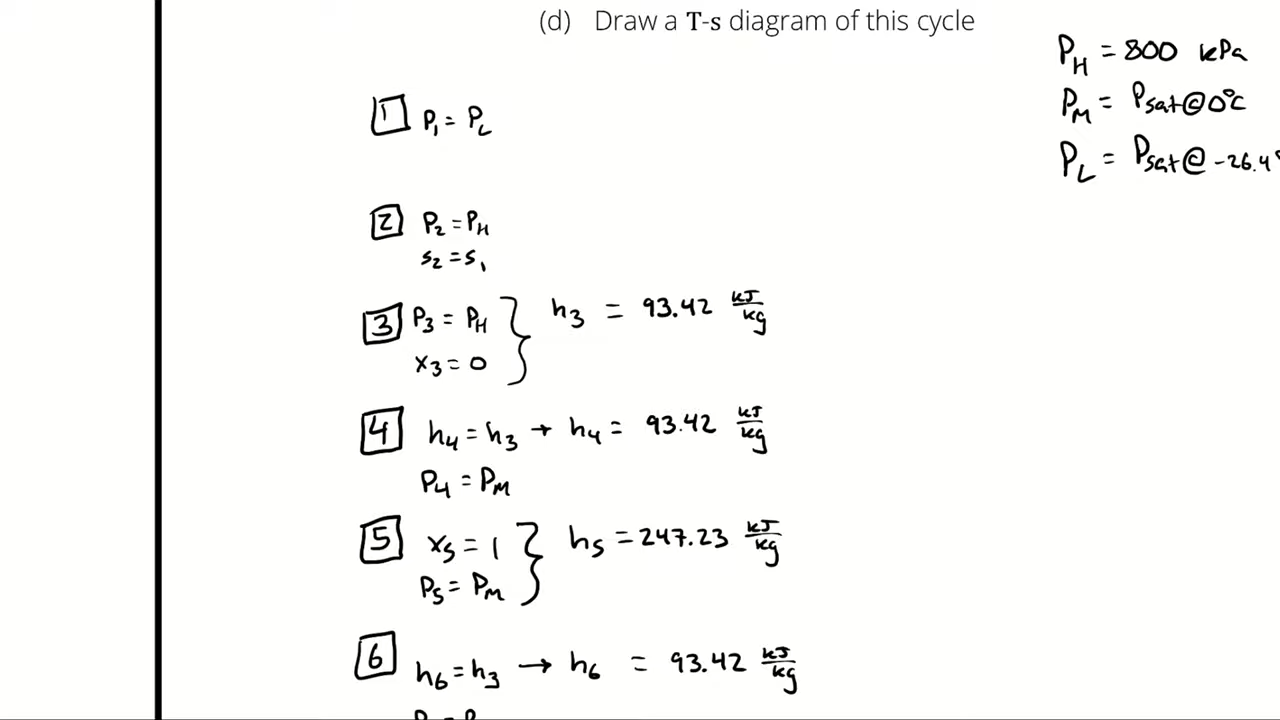 (d) Draw a T-s diagram of this cycle
P_H = 800 kPa
P_M = P_sat@0°C
P_L = P_sat@-26.4°
1 P_1 = P_L
2 P_2 = P_H
s_2 = s_1
3 P_3 = P_H } h_3 = 93.42 kJ/kg
x_3 = 0
4 h_4 = h_3 → h_4 = 93.42 kJ/kg
P_4 = P_M
5 x_5 = 1 } h_5 = 247.23 kJ/kg
P_5 = P_M
6 h_6 = h_3 → h_6 = 93.42 kJ/kg